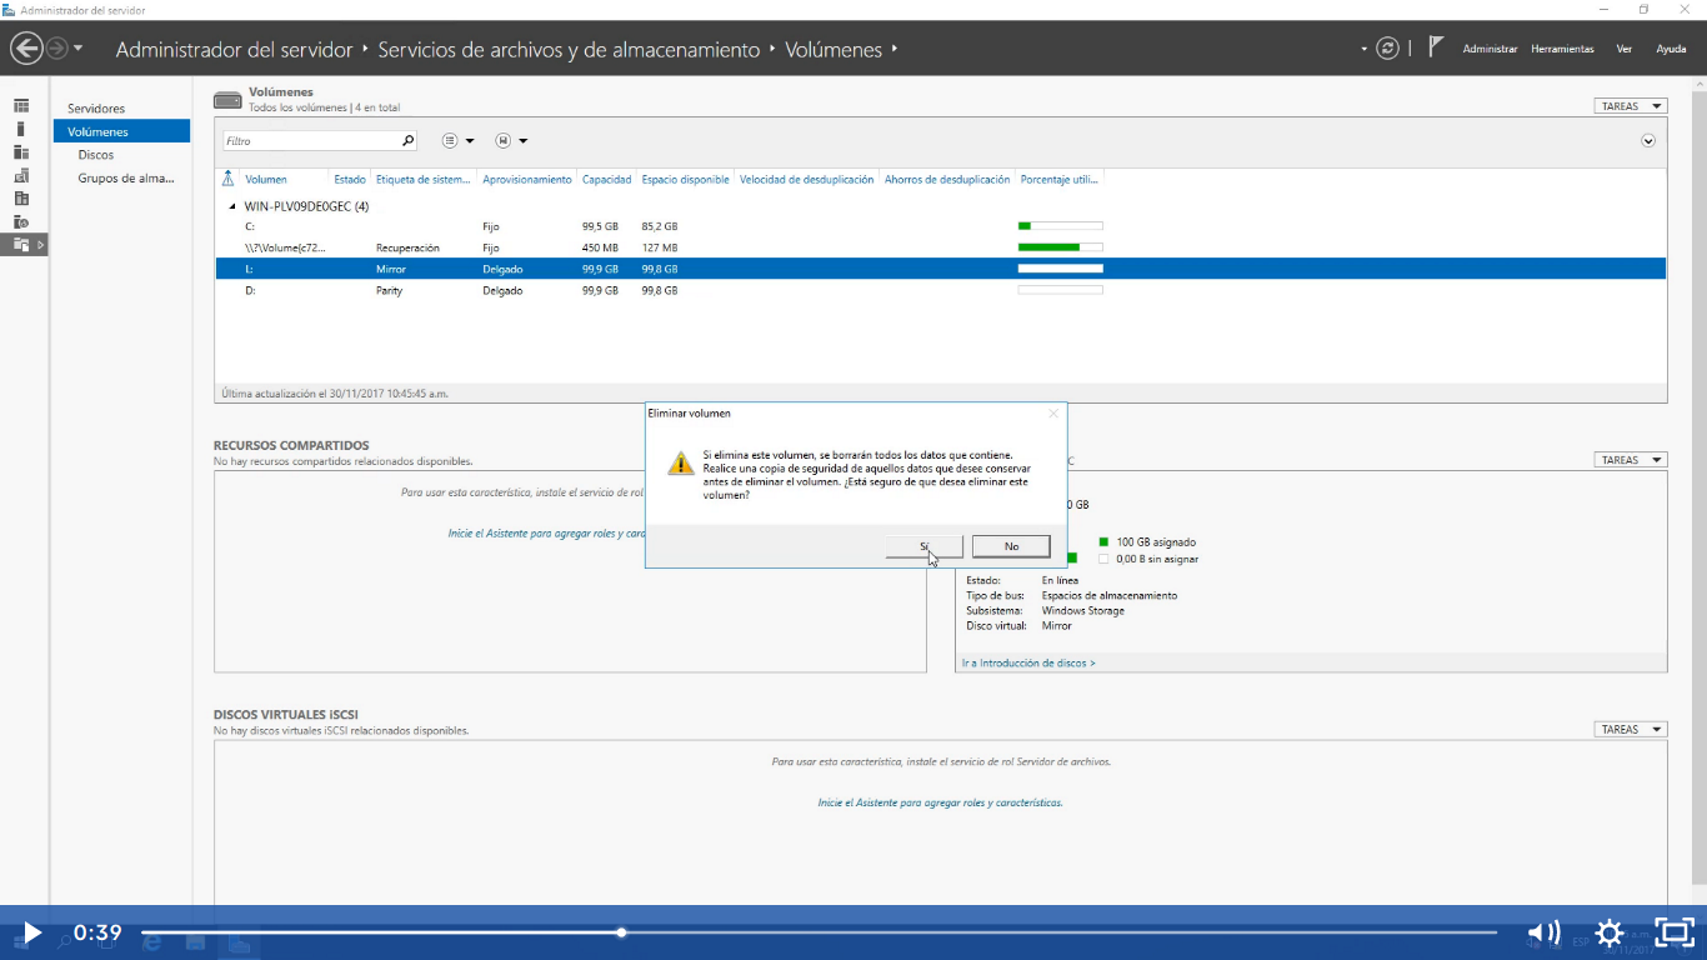 Administrador del servidor
Administrador del servidor Servicios de archivos y de almacenamiento Volúmenes
Administrar Herramientas Ver Ayuda
Servidores
Volúmenes
Discos
Grupos de alma...
Volúmenes
Todos los volúmenes | 4 en total
TAREAS
Filtro
Volumen Estado Etiqueta de sistem... Aprovisionamiento Capacidad Espacio disponible Velocidad de desduplicación Ahorros de desduplicación Porcentaje utili...
WIN-PLV09DE0GEC (4)
C: Fijo 99,5 GB 85,2 GB
\\?\Volume{c72... Recuperación Fijo 450 MB 127 MB
L: Mirror Delgado 99,9 GB 99,8 GB
D: Parity Delgado 99,9 GB 99,8 GB
Última actualización el 30/11/2017 10:45:45 a.m.
Eliminar volumen
Si elimina este volumen, se borrarán todos los datos que contiene.
Realice una copia de seguridad de aquellos datos que desee conservar
antes de eliminar el volumen. ¿Está seguro de que desea eliminar este
volumen?
Sí No
RECURSOS COMPARTIDOS
No hay recursos compartidos relacionados disponibles.
Para usar esta característica, instale el servicio de rol
Inicie el Asistente para agregar roles y cara
C
TAREAS
0 GB
100 GB asignado
0,00 B sin asignar
Estado: En línea
Tipo de bus: Espacios de almacenamiento
Subsistema: Windows Storage
Disco virtual: Mirror
Ir a Introducción de discos >
DISCOS VIRTUALES iSCSI
No hay discos virtuales iSCSI relacionados disponibles.
TAREAS
Para usar esta característica, instale el servicio de rol Servidor de archivos.
Inicie el Asistente para agregar roles y características.
0:39
ESP